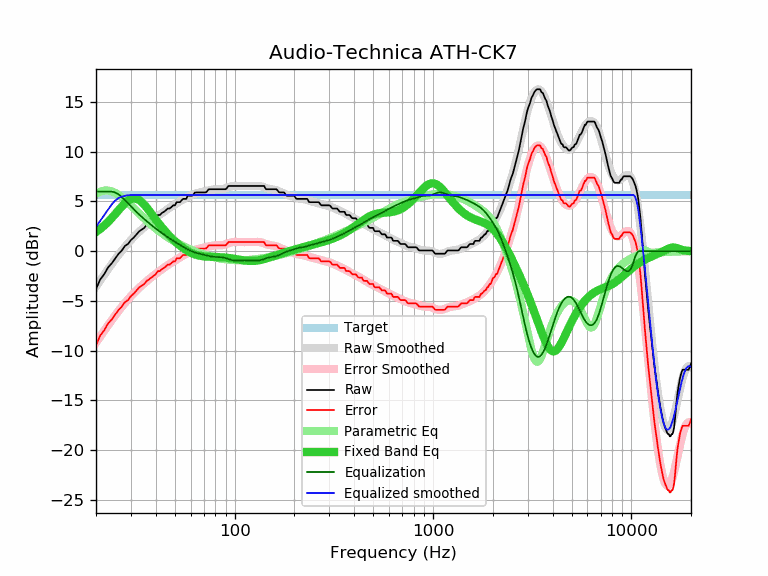 Audio-Technica ATH-CK7
Amplitude (dBr)
15
10
5
0
−5
−10
−15
−20
−25
Target
Raw Smoothed
Error Smoothed
Raw
Error
Parametric Eq
Fixed Band Eq
Equalization
Equalized smoothed
100
1000
10000
Frequency (Hz)